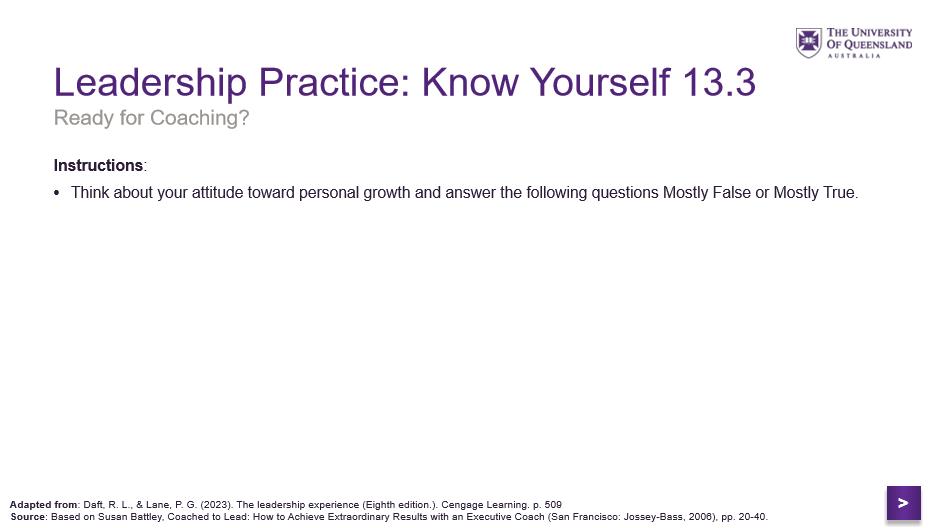 THE UNIVERSITY
OF QUEENSLAND
AUSTRALIA
Leadership Practice: Know Yourself 13.3
Ready for Coaching?
Instructions:
• Think about your attitude toward personal growth and answer the following questions Mostly False or Mostly True.
Adapted from: Daft, R. L., & Lane, P. G. (2023). The leadership experience (Eighth edition.). Cengage Learning. p. 509
Source: Based on Susan Battley, Coached to Lead: How to Achieve Extraordinary Results with an Executive Coach (San Francisco: Jossey-Bass, 2006), pp. 20-40.
>